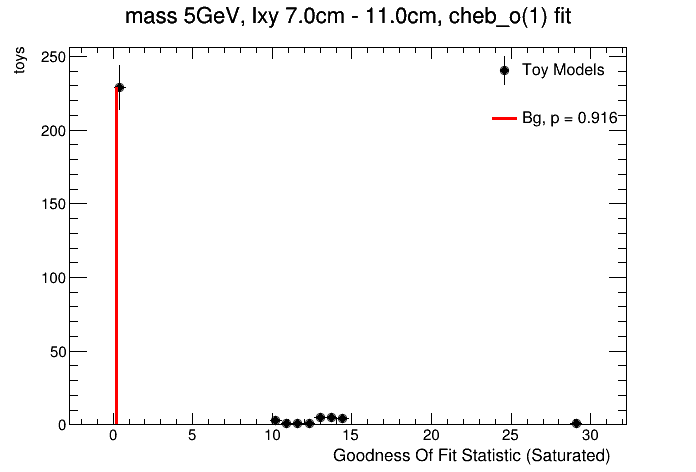 mass 5GeV, lxy 7.0cm - 11.0cm, cheb_o(1) fit
toys
Toy Models
Bg, p = 0.916
250
200
150
100
50
0
0 5 10 15 20 25 30
Goodness Of Fit Statistic (Saturated)